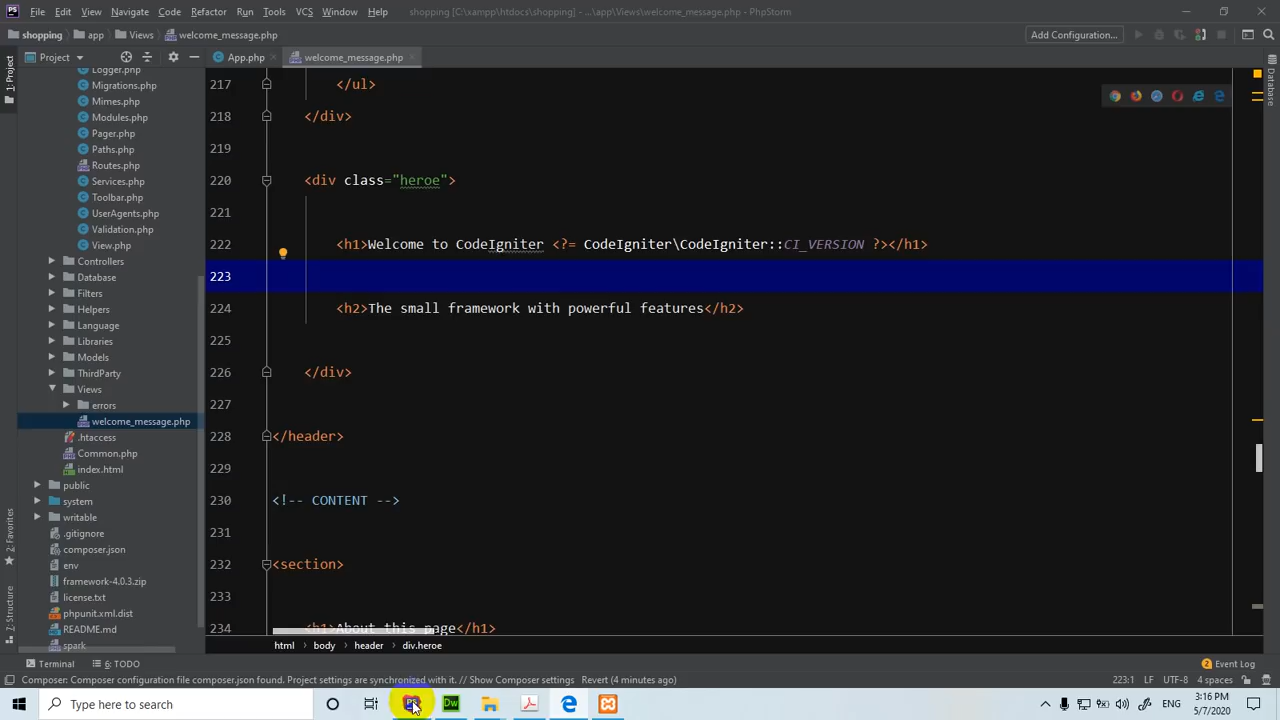 File Edit View Navigate Code Refactor Run Tools VCS Window Help shopping [C:\xampp\htdocs\shopping] - ...\app\Views\welcome_message.php - PhpStorm
shopping app Views welcome_message.php Add Configuration...
1: Project Project App.php welcome_message.php Database
Logger.php
Migrations.php
Mimes.php
Modules.php
Pager.php
Paths.php
Routes.php
Services.php
Toolbar.php
UserAgents.php
Validation.php
View.php
Controllers
Database
Filters
Helpers
Language
Libraries
Models
ThirdParty
Views
errors
welcome_message.php
.htaccess
Common.php
index.html
public
system
writable
.gitignore
composer.json
env
framework-4.0.3.zip
license.txt
phpunit.xml.dist
README.md
spark
2: Favorites
Z: Structure
217 </ul>
218 </div>
219
220 <div class="heroe">
221
222 <h1>Welcome to CodeIgniter <?= CodeIgniter\CodeIgniter::CI_VERSION ?></h1>
223
224 <h2>The small framework with powerful features</h2>
225
226 </div>
227
228 </header>
229
230 <!-- CONTENT -->
231
232 <section>
233
234 <h1>About this page</h1>
html body header div.heroe
Terminal 6: TODO Event Log
Composer: Composer configuration file composer.json found. Project settings are synchronized with it. // Show Composer settings Revert (4 minutes ago) 223:1 LF UTF-8 4 spaces
Type here to search PS Dw ENG 3:16 PM
5/7/2020